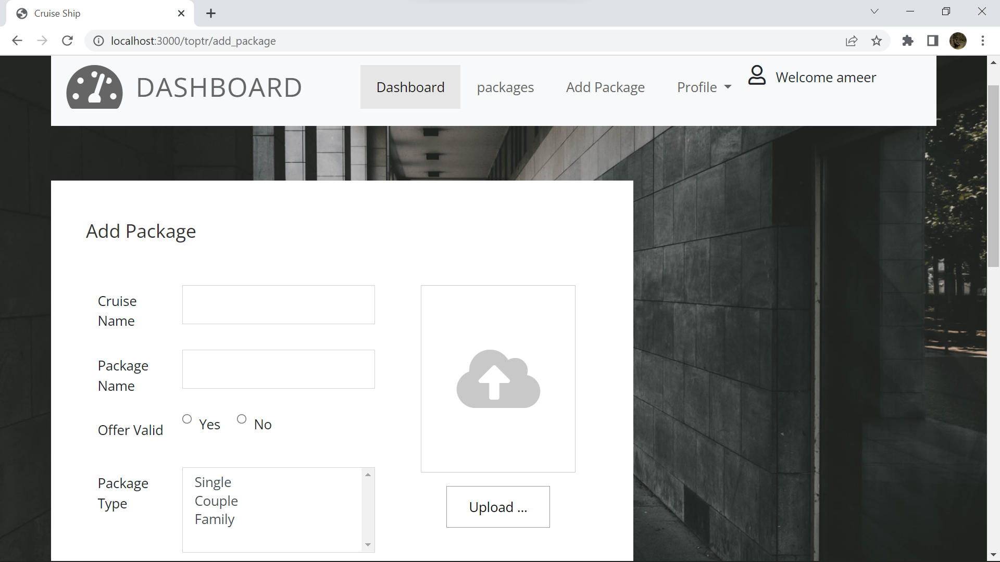 Cruise Ship
localhost:3000/toptr/add_package
DASHBOARD
Dashboard
packages
Add Package
Profile
Welcome ameer
Add Package
Cruise
Name
Package
Name
Offer Valid
Yes
No
Package
Type
Single
Couple
Family
Upload ...